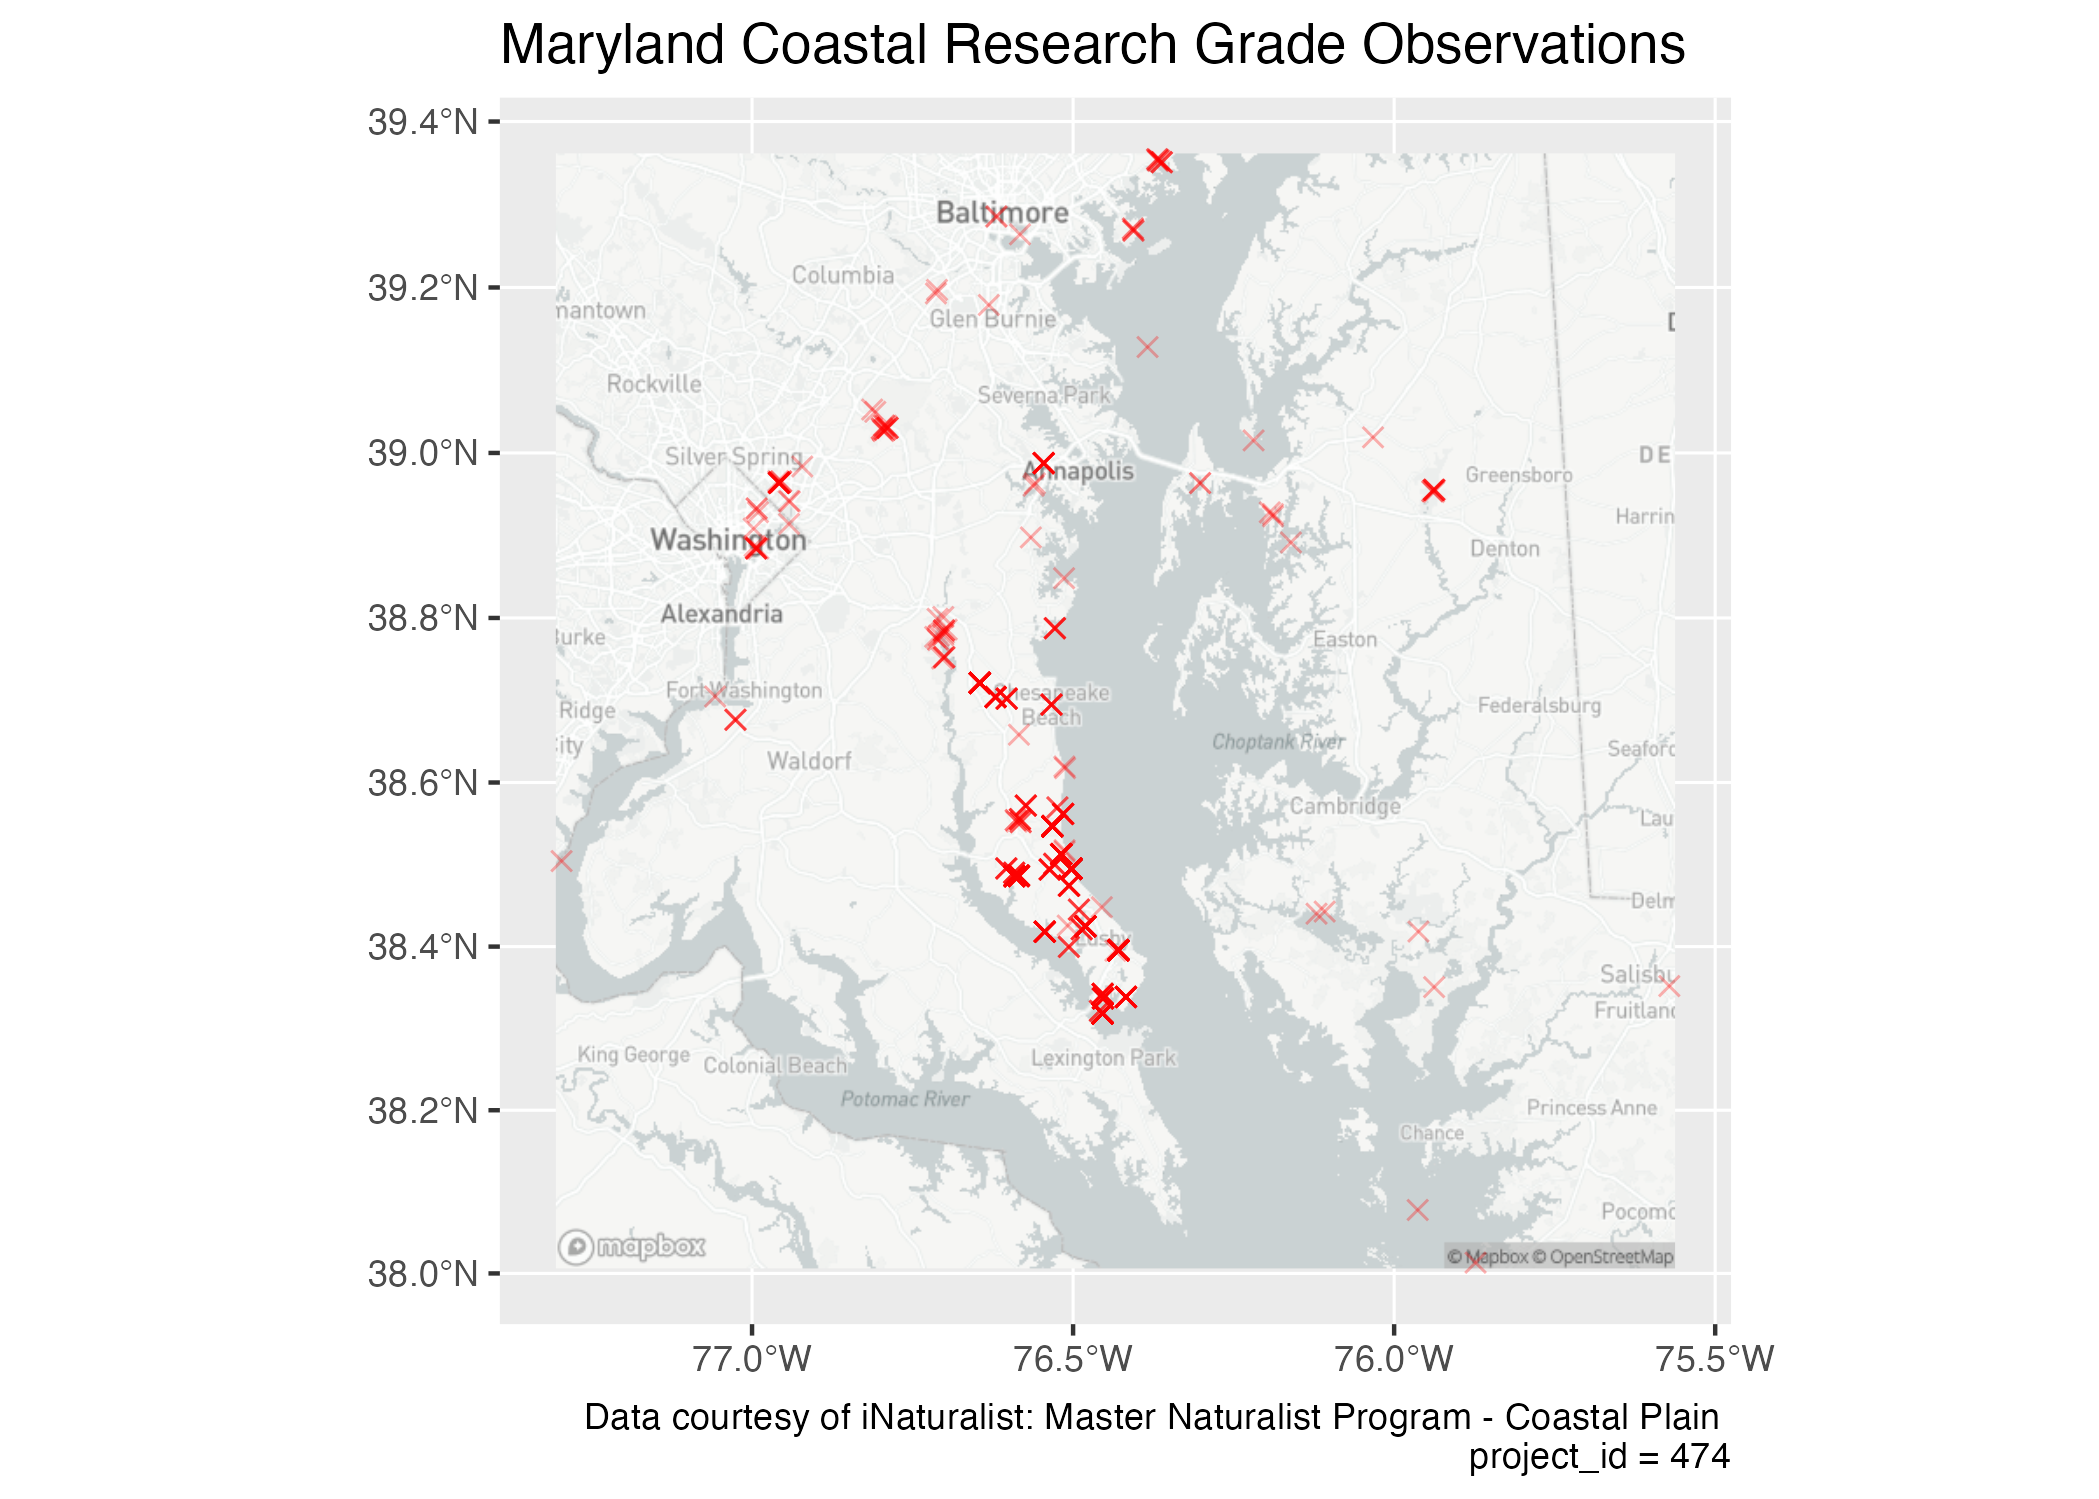 Maryland Coastal Research Grade Observations
39.4°N
39.2°N
39.0°N
38.8°N
38.6°N
38.4°N
38.2°N
38.0°N
Baltimore
Columbia
mantown
Glen Burnie
Rockville
Severna Park
Silver Spring
Annapolis
Greensboro
DE
Harrin
Washington
Denton
Alexandria
Burke
Easton
Fort Washington
Chesapeake
Beach
Ridge
Federalsburg
City
Waldorf
Choptank River
Seaford
Cambridge
Lau
Delm
Lusby
Salisbu
Fruitland
King George
Colonial Beach
Lexington Park
Potomac River
Princess Anne
Chance
Pocomo
mapbox
© Mapbox © OpenStreetMap
77.0°W
76.5°W
76.0°W
75.5°W
Data courtesy of iNaturalist: Master Naturalist Program - Coastal Plain
project_id = 474